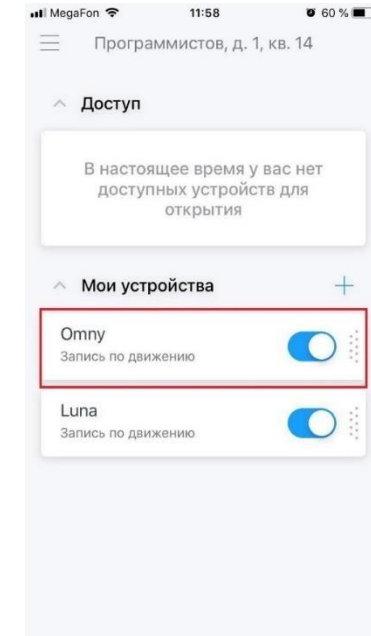 MegaFon 11:58 60 %
Программистов, д. 1, кв. 14
Доступ
В настоящее время у вас нет
доступных устройств для
открытия
Мои устройства
Omny
Запись по движению
Luna
Запись по движению